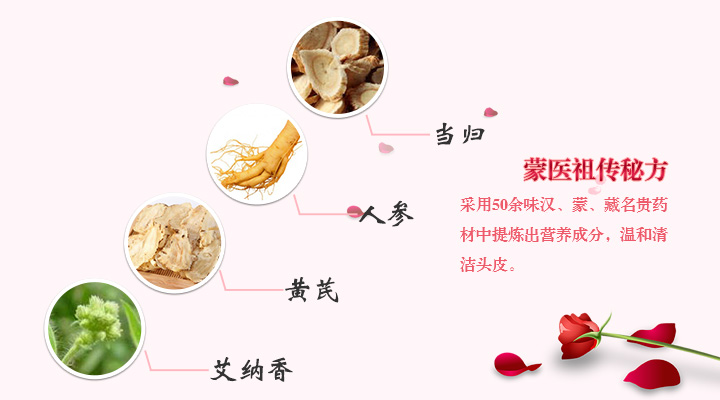 当归
人参
黄芪
艾纳香
蒙医祖传秘方
采用50余味汉、蒙、藏名贵药
材中提炼出营养成分，温和清
洁头皮。